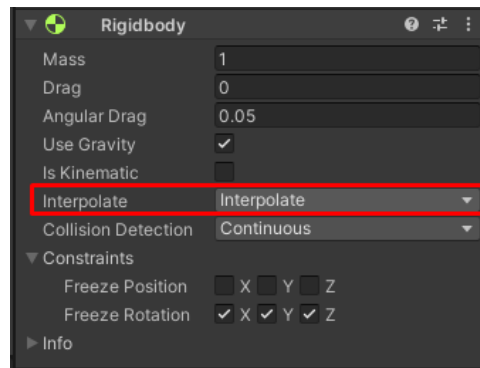 Rigidbody
Mass 1
Drag 0
Angular Drag 0.05
Use Gravity
Is Kinematic
Interpolate Interpolate
Collision Detection Continuous
Constraints
Freeze Position X Y Z
Freeze Rotation X Y Z
Info